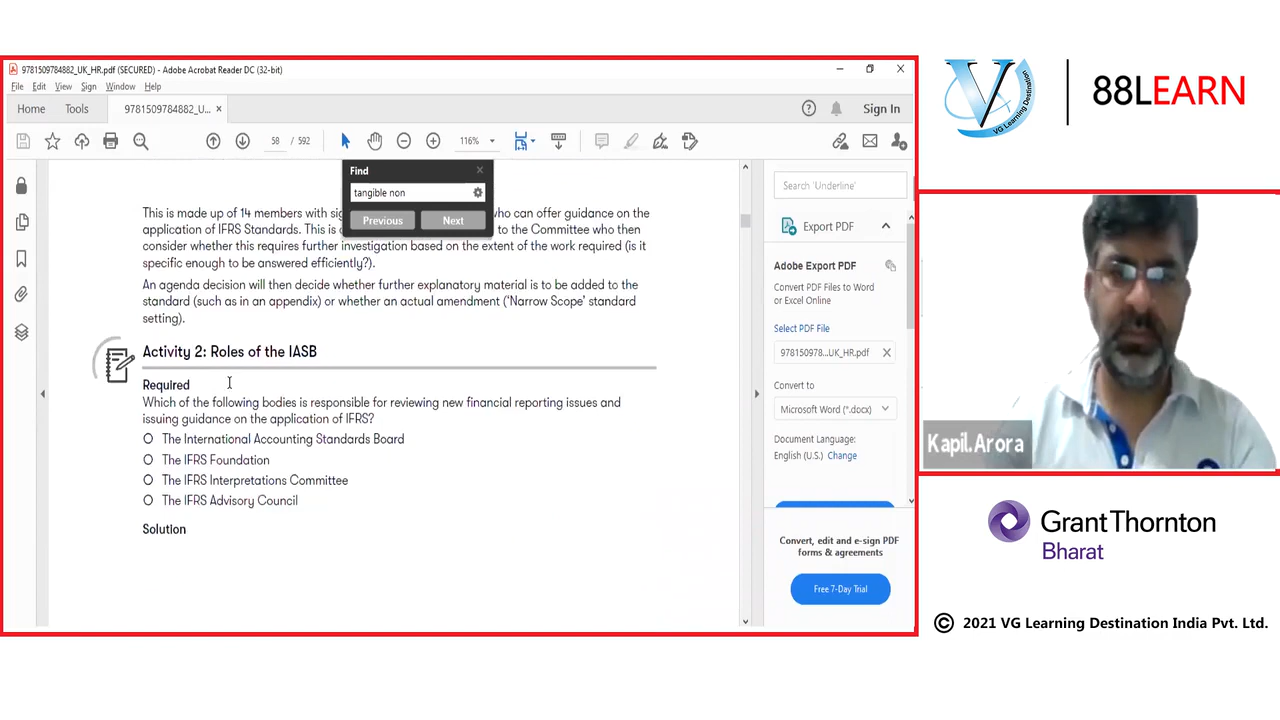 9781509784882_UK_HR.pdf (SECURED) - Adobe Acrobat Reader DC (32-bit)
File Edit View Sign Window Help
Home Tools 9781509784882_U... ×
Sign In
58 / 592 116%
Find
tangible non
Previous Next
This is made up of 14 members with sig who can offer guidance on the
application of IFRS Standards. This is to the Committee who then
consider whether this requires further investigation based on the extent of the work required (is it
specific enough to be answered efficiently?).
An agenda decision will then decide whether further explanatory material is to be added to the
standard (such as in an appendix) or whether an actual amendment ('Narrow Scope' standard
setting).
Activity 2: Roles of the IASB
Required
Which of the following bodies is responsible for reviewing new financial reporting issues and
issuing guidance on the application of IFRS?
The International Accounting Standards Board
The IFRS Foundation
The IFRS Interpretations Committee
The IFRS Advisory Council
Solution
Search 'Underline'
Export PDF
Adobe Export PDF
Convert PDF Files to Word
or Excel Online
Select PDF File
978150978...UK_HR.pdf
Convert to
Microsoft Word (*.docx)
Document Language:
English (U.S.) Change
Convert, edit and e-sign PDF
forms & agreements
Free 7-Day Trial
V
VG Learning Destination
88LEARN
Kapil.Arora
GrantThornton
Bharat
© 2021 VG Learning Destination India Pvt. Ltd.